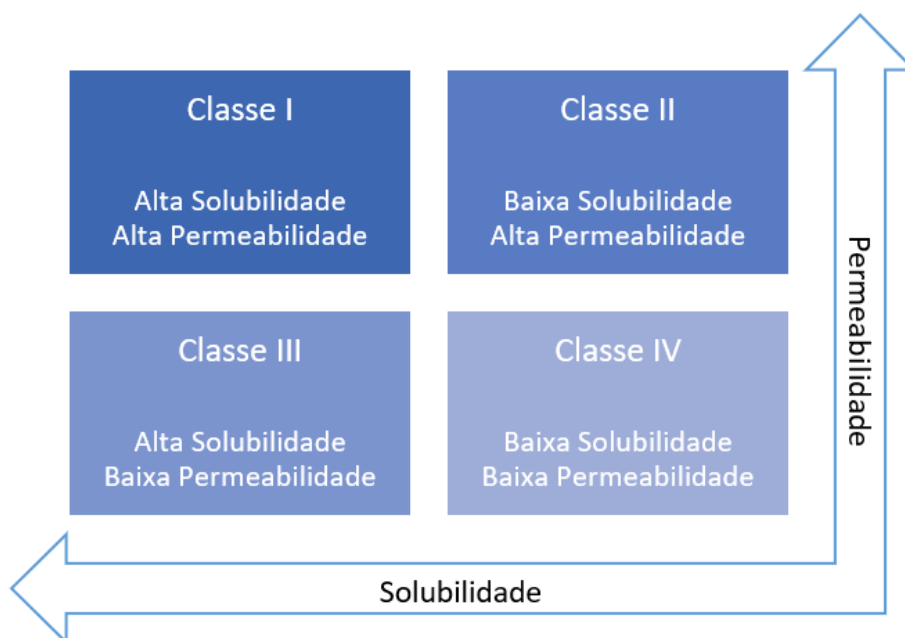 Classe I
Alta Solubilidade
Alta Permeabilidade
Classe II
Baixa Solubilidade
Alta Permeabilidade
Classe III
Alta Solubilidade
Baixa Permeabilidade
Classe IV
Baixa Solubilidade
Baixa Permeabilidade
Permeabilidade
Solubilidade